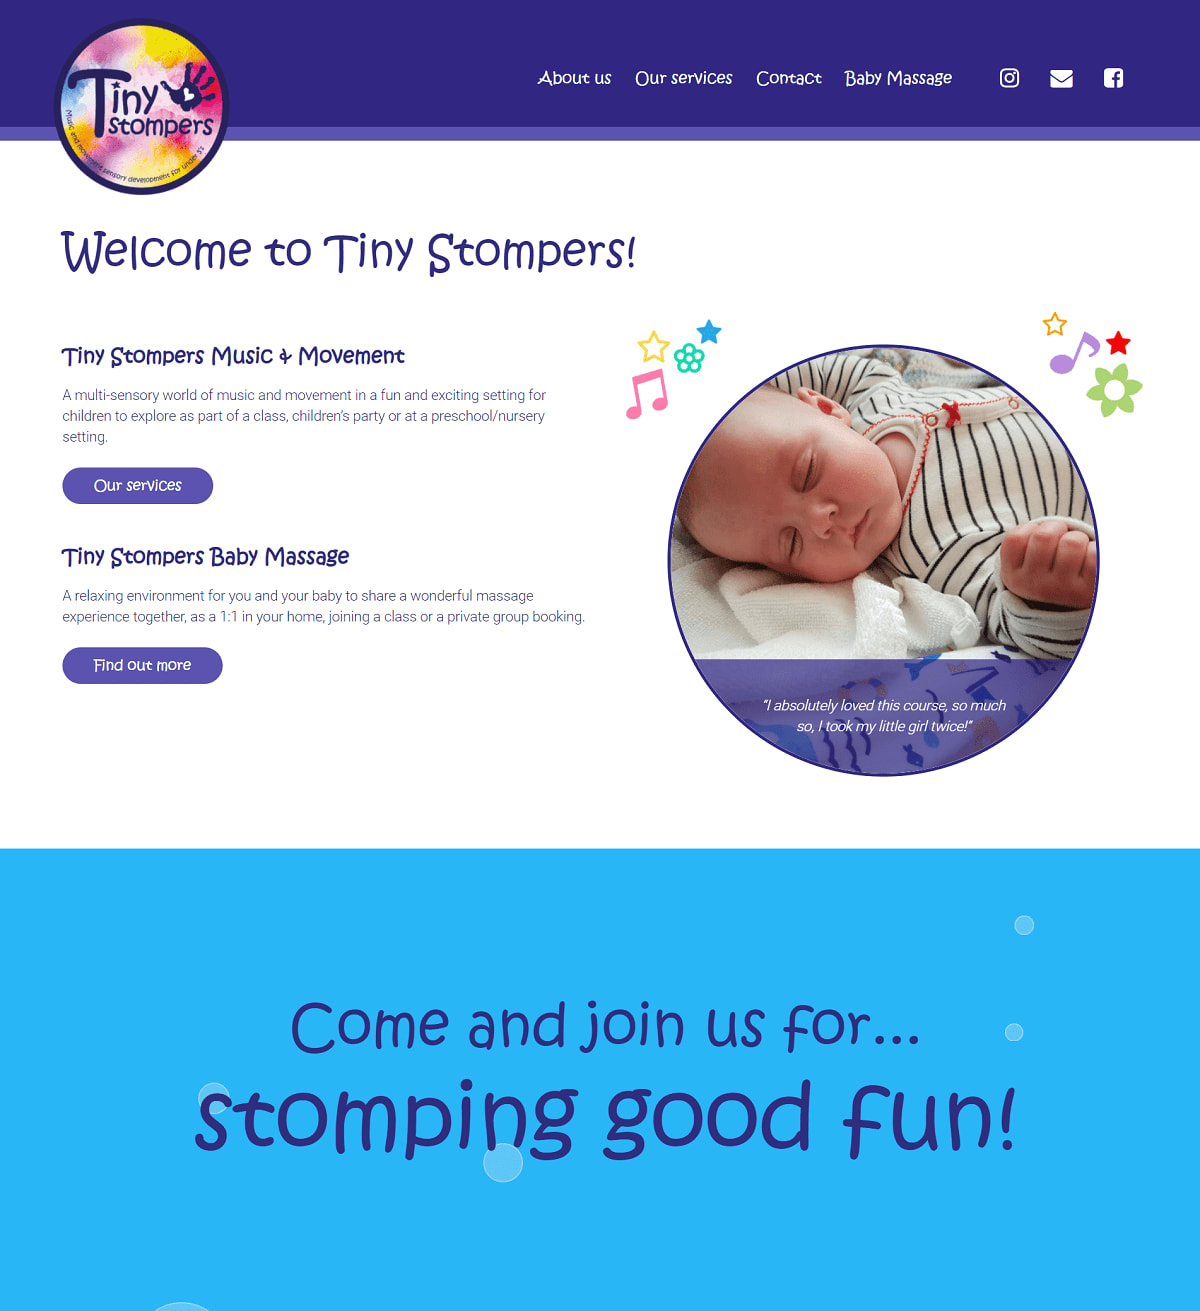 Tiny
stompers
Music and movement sensory development for under 5's
About us
Our services
Contact
Baby Massage
Welcome to Tiny Stompers!
Tiny Stompers Music & Movement
A multi-sensory world of music and movement in a fun and exciting setting for
children to explore as part of a class, children's party or at a preschool/nursery
setting.
Our services
Tiny Stompers Baby Massage
A relaxing environment for you and your baby to share a wonderful massage
experience together, as a 1:1 in your home, joining a class or a private group booking.
Find out more
“I absolutely loved this course, so much
so, I took my little girl twice!”
Come and join us for...
stomping good fun!